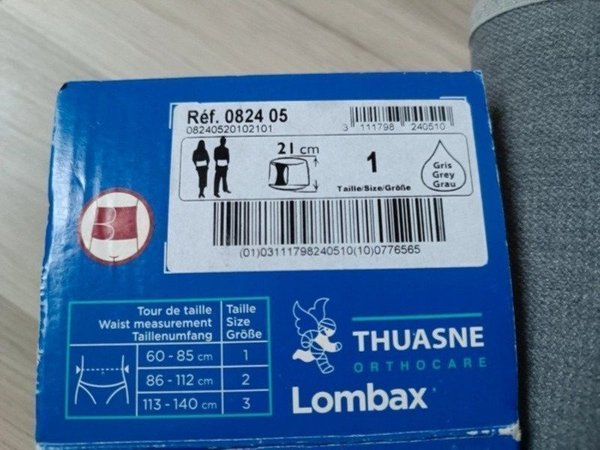 Réf. 0824 05
08240520102101
3 111798 240510
21 cm
1
Taille/Size/Größe
Gris
Grey
Grau
(01)03111798240510(10)0776565
Tour de taille
Waist measurement
Taillenumfang
Taille
Size
Größe
60 - 85 cm 1
86 - 112 cm 2
113 - 140 cm 3
THUASNE
ORTHOCARE
Lombax